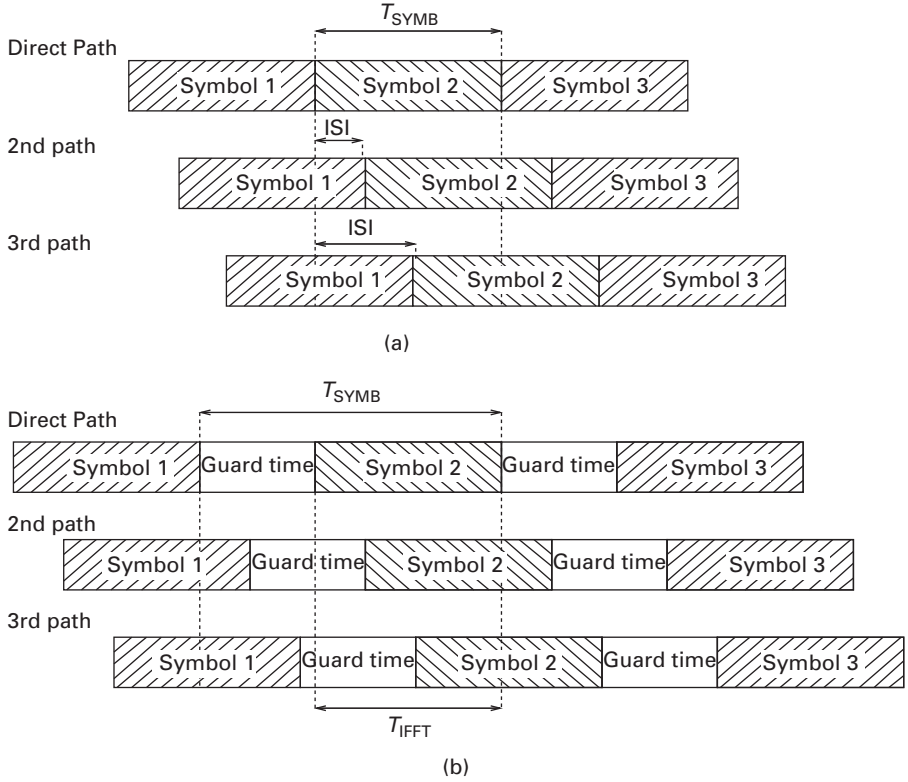 T_SYMB
Direct Path
Symbol 1 Symbol 2 Symbol 3
ISI
2nd path
Symbol 1 Symbol 2 Symbol 3
ISI
3rd path
Symbol 1 Symbol 2 Symbol 3
(a)
T_SYMB
Direct Path
Symbol 1 Guard time Symbol 2 Guard time Symbol 3
2nd path
Symbol 1 Guard time Symbol 2 Guard time Symbol 3
3rd path
Symbol 1 Guard time Symbol 2 Guard time Symbol 3
T_IFFT
(b)